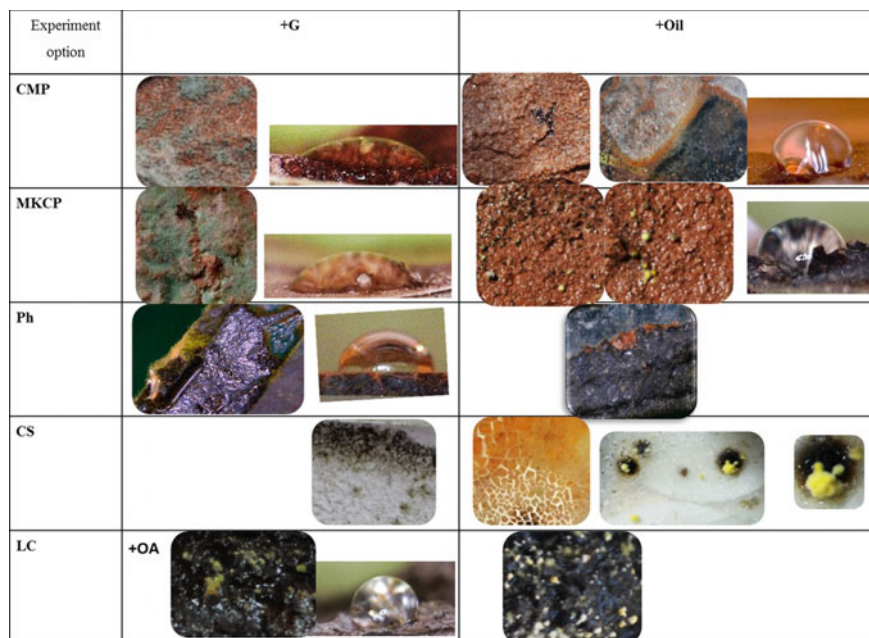 Experiment
option
+G
+Oil
CMP
MKCP
Ph
CS
LC
+OA